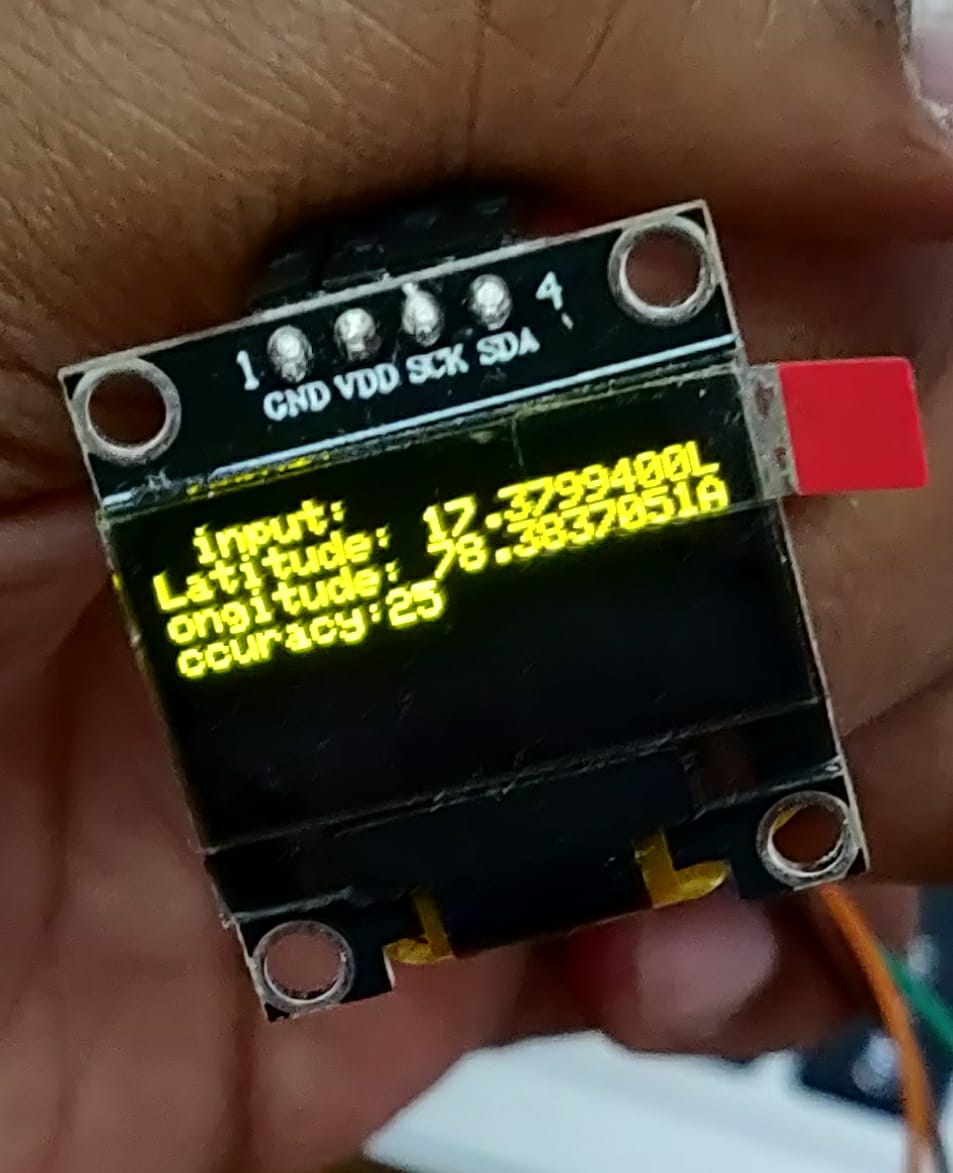 1 4
GND VDD SCK SDA
input:
Latitude: 17.3799400L
ongitude: 78.3837051A
ccuracy:25